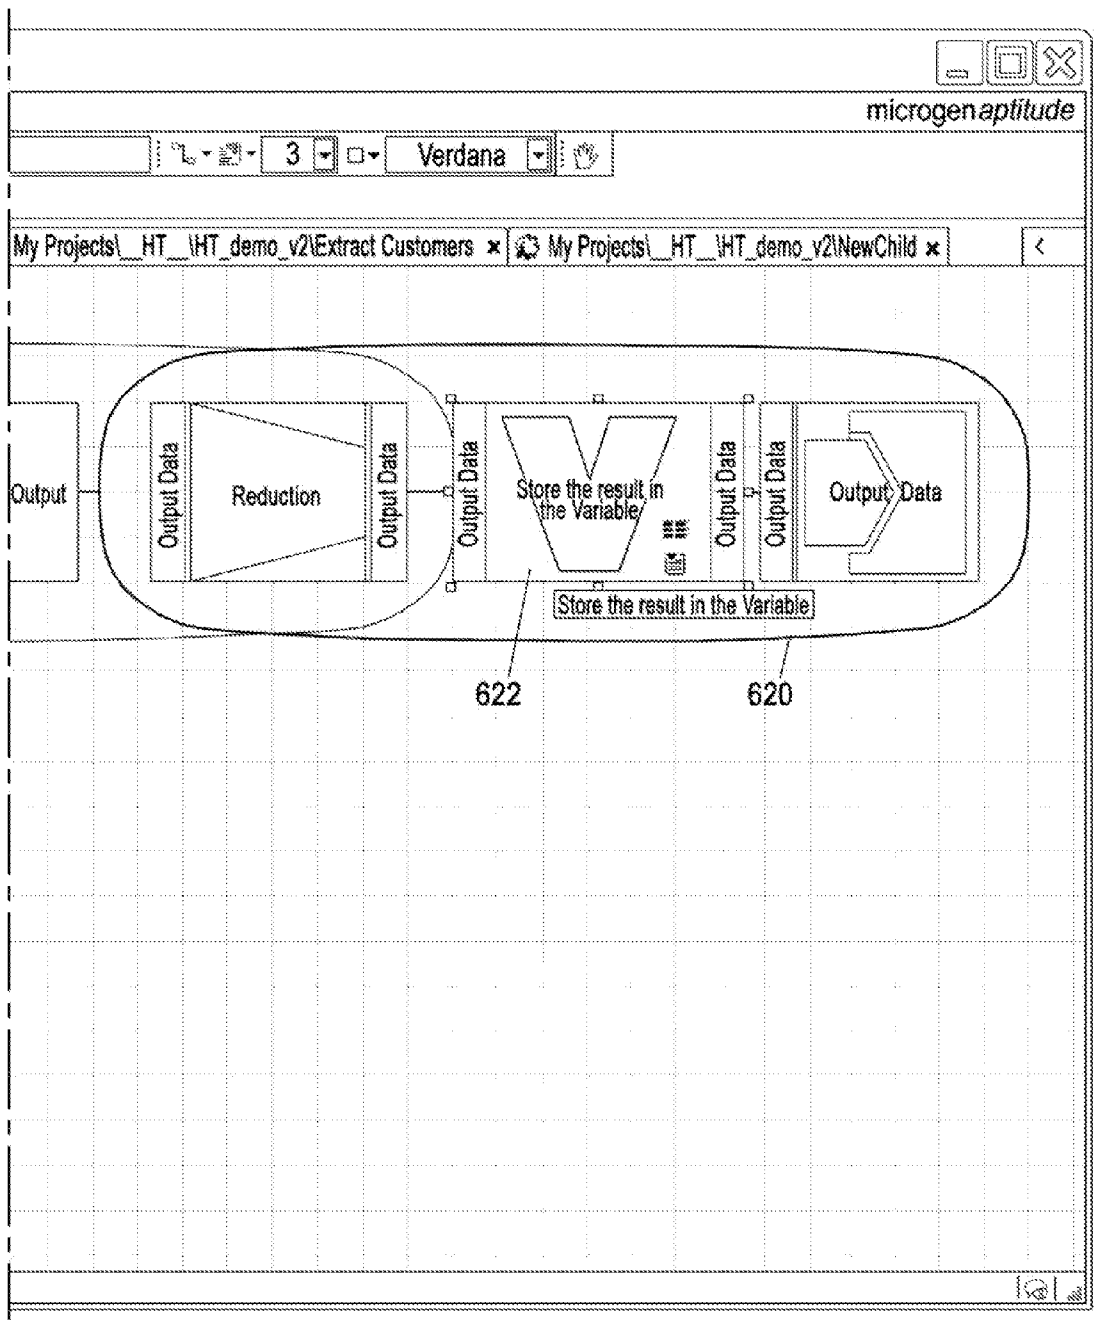 microgenaptitude
3 Verdana
My Projects\__HT__\HT_demo_v2\Extract Customers × My Projects\__HT__\HT_demo_v2\NewChild × <
Output
Output Data
Reduction
Output Data
Output Data
Store the result in
the Variable
Output Data
Output Data
Output Data
Store the result in the Variable
622
620